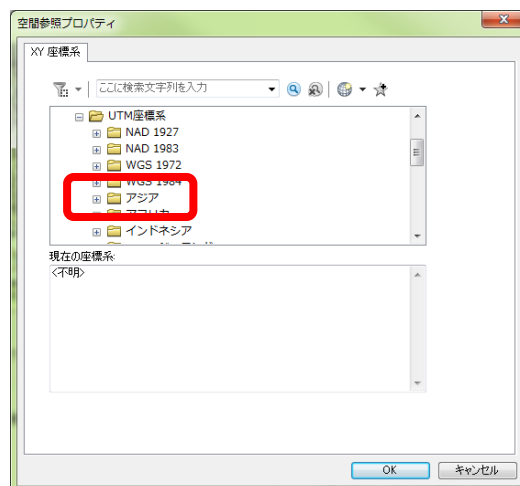 空間参照プロパティ
XY 座標系
ここに検索文字列を入力
UTM座標系
NAD 1927
NAD 1983
WGS 1972
WGS 1984
アジア
アフリカ
インドネシア
現在の座標系:
<不明>
OK キャンセル